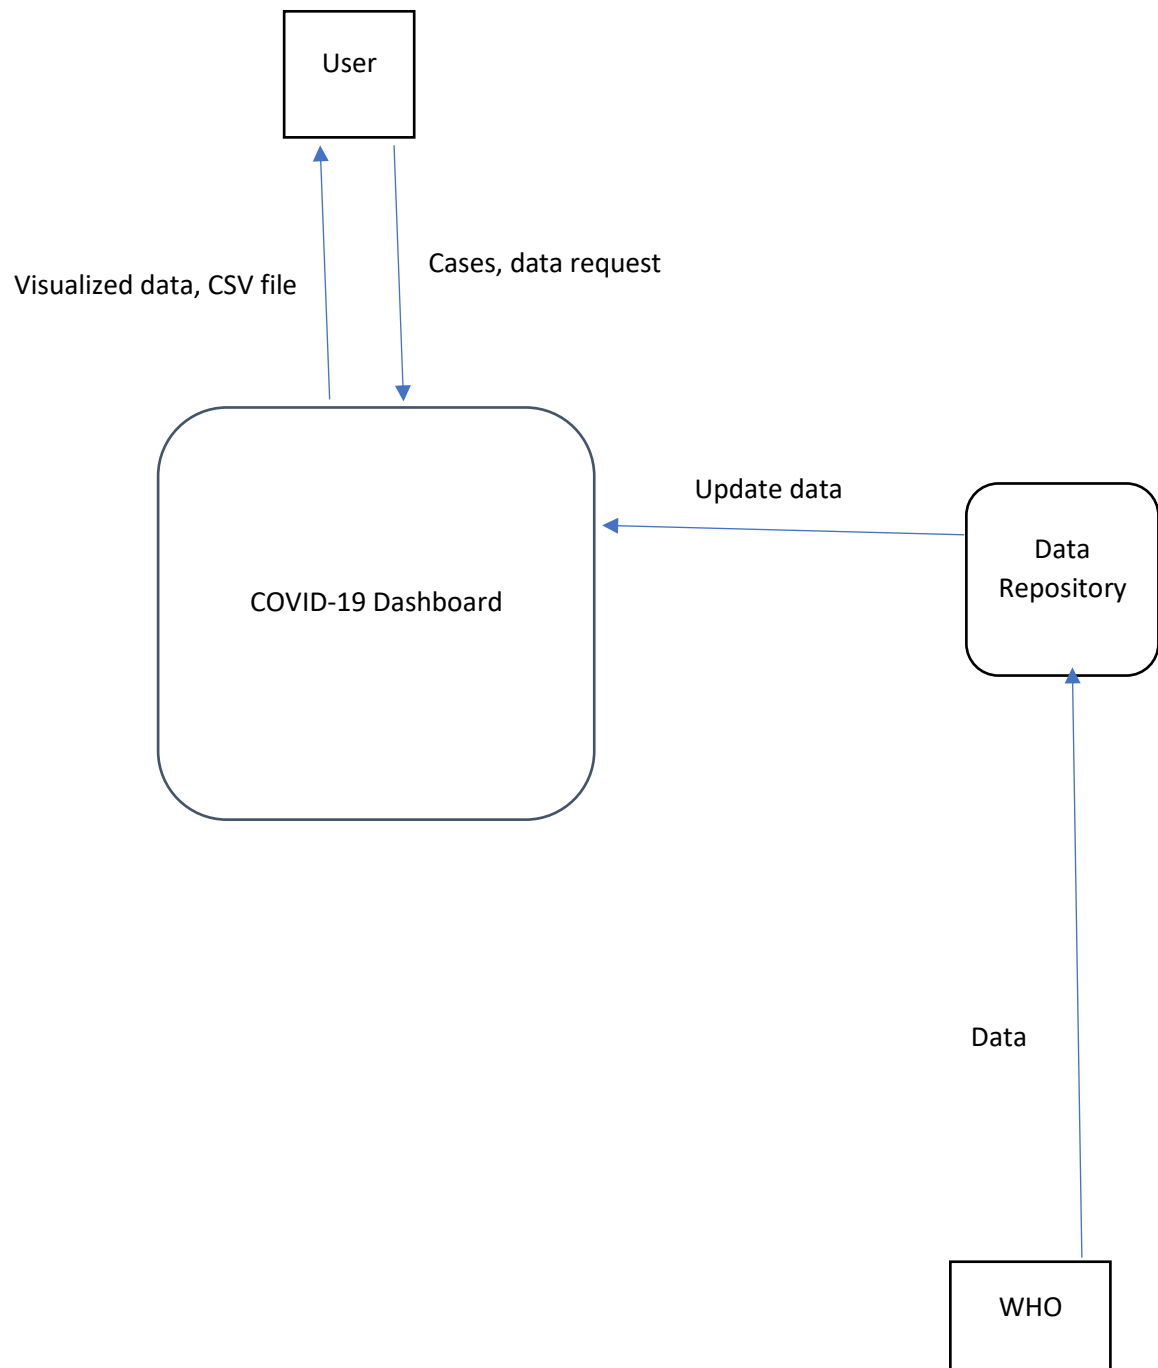 User
Cases, data request
Visualized data, CSV file
Update data
Data
Repository
COVID-19 Dashboard
Data
WHO